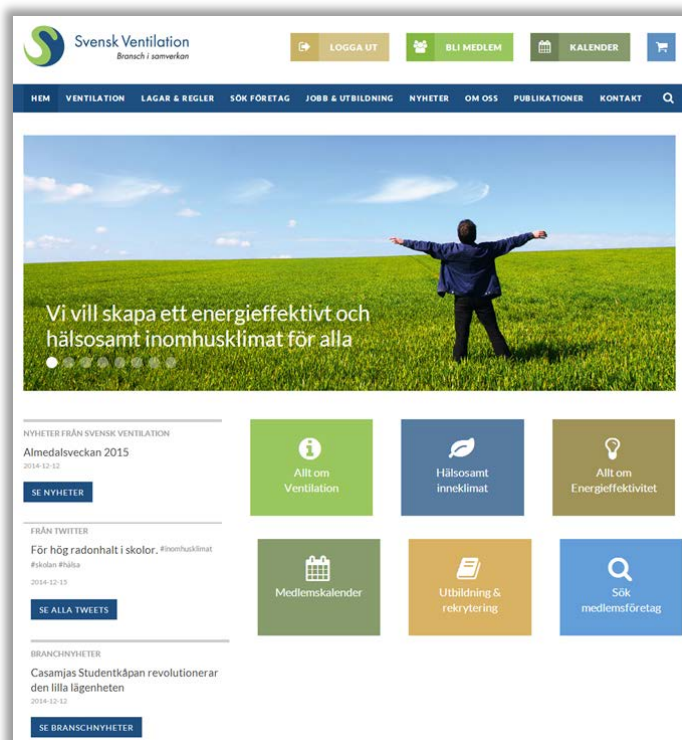 Svensk Ventilation
Bransch i samverkan
LOGGA UT
BLI MEDLEM
KALENDER
HEM VENTILATION LAGAR & REGLER SÖK FÖRETAG JOBB & UTBILDNING NYHETER OM OSS PUBLIKATIONER KONTAKT
Vi vill skapa ett energieffektivt och
hälsosamt inomhusklimat för alla
NYHETER FRÅN SVENSK VENTILATION
Almedalsveckan 2015
2014-12-12
SE NYHETER
FRÅN TWITTER
För hög radonhalt i skolor. #inomhusklimat
#skolan #hälsa
2014-12-15
SE ALLA TWEETS
BRANCHNYHETER
Casamjas Studentkåpan revolutionerar
den lilla lägenheten
2014-12-12
SE BRANSCHNYHETER
Allt om
Ventilation
Hälsosamt
inneklimat
Allt om
Energieffektivitet
Medlemskalender
Utbildning &
rekrytering
Sök
medlemsföretag